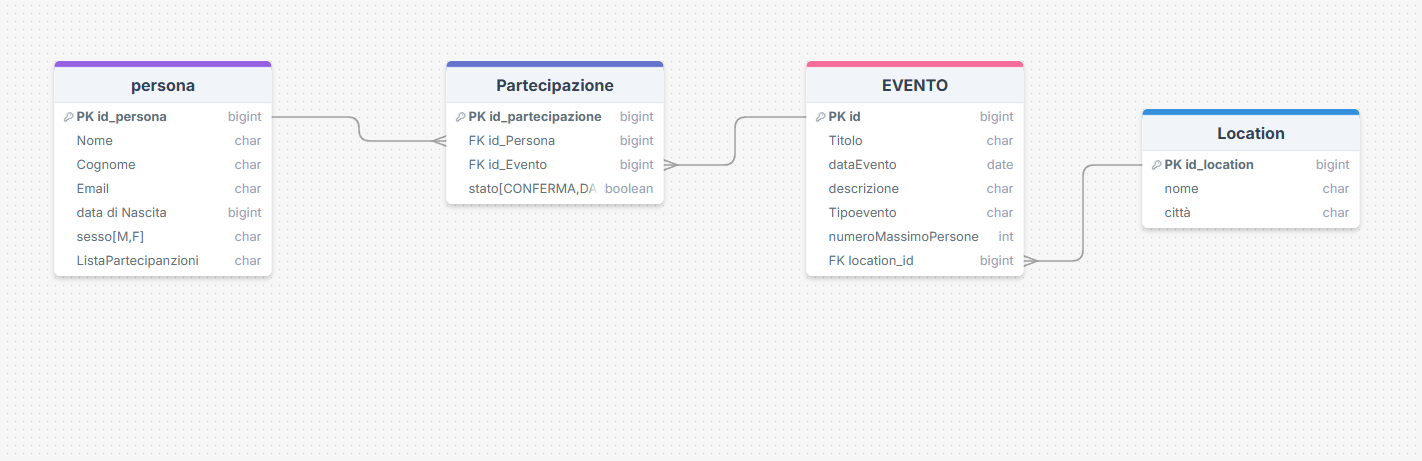 persona
PK id_persona bigint
Nome char
Cognome char
Email char
data di Nascita bigint
sesso[M,F] char
ListaPartecipanzioni char
Partecipazione
PK id_partecipazione bigint
FK id_Persona bigint
FK id_Evento bigint
stato[CONFERMA,DA boolean
EVENTO
PK id bigint
Titolo char
dataEvento date
descrizione char
Tipoevento char
numeroMassimoPersone int
FK location_id bigint
Location
PK id_location bigint
nome char
città char